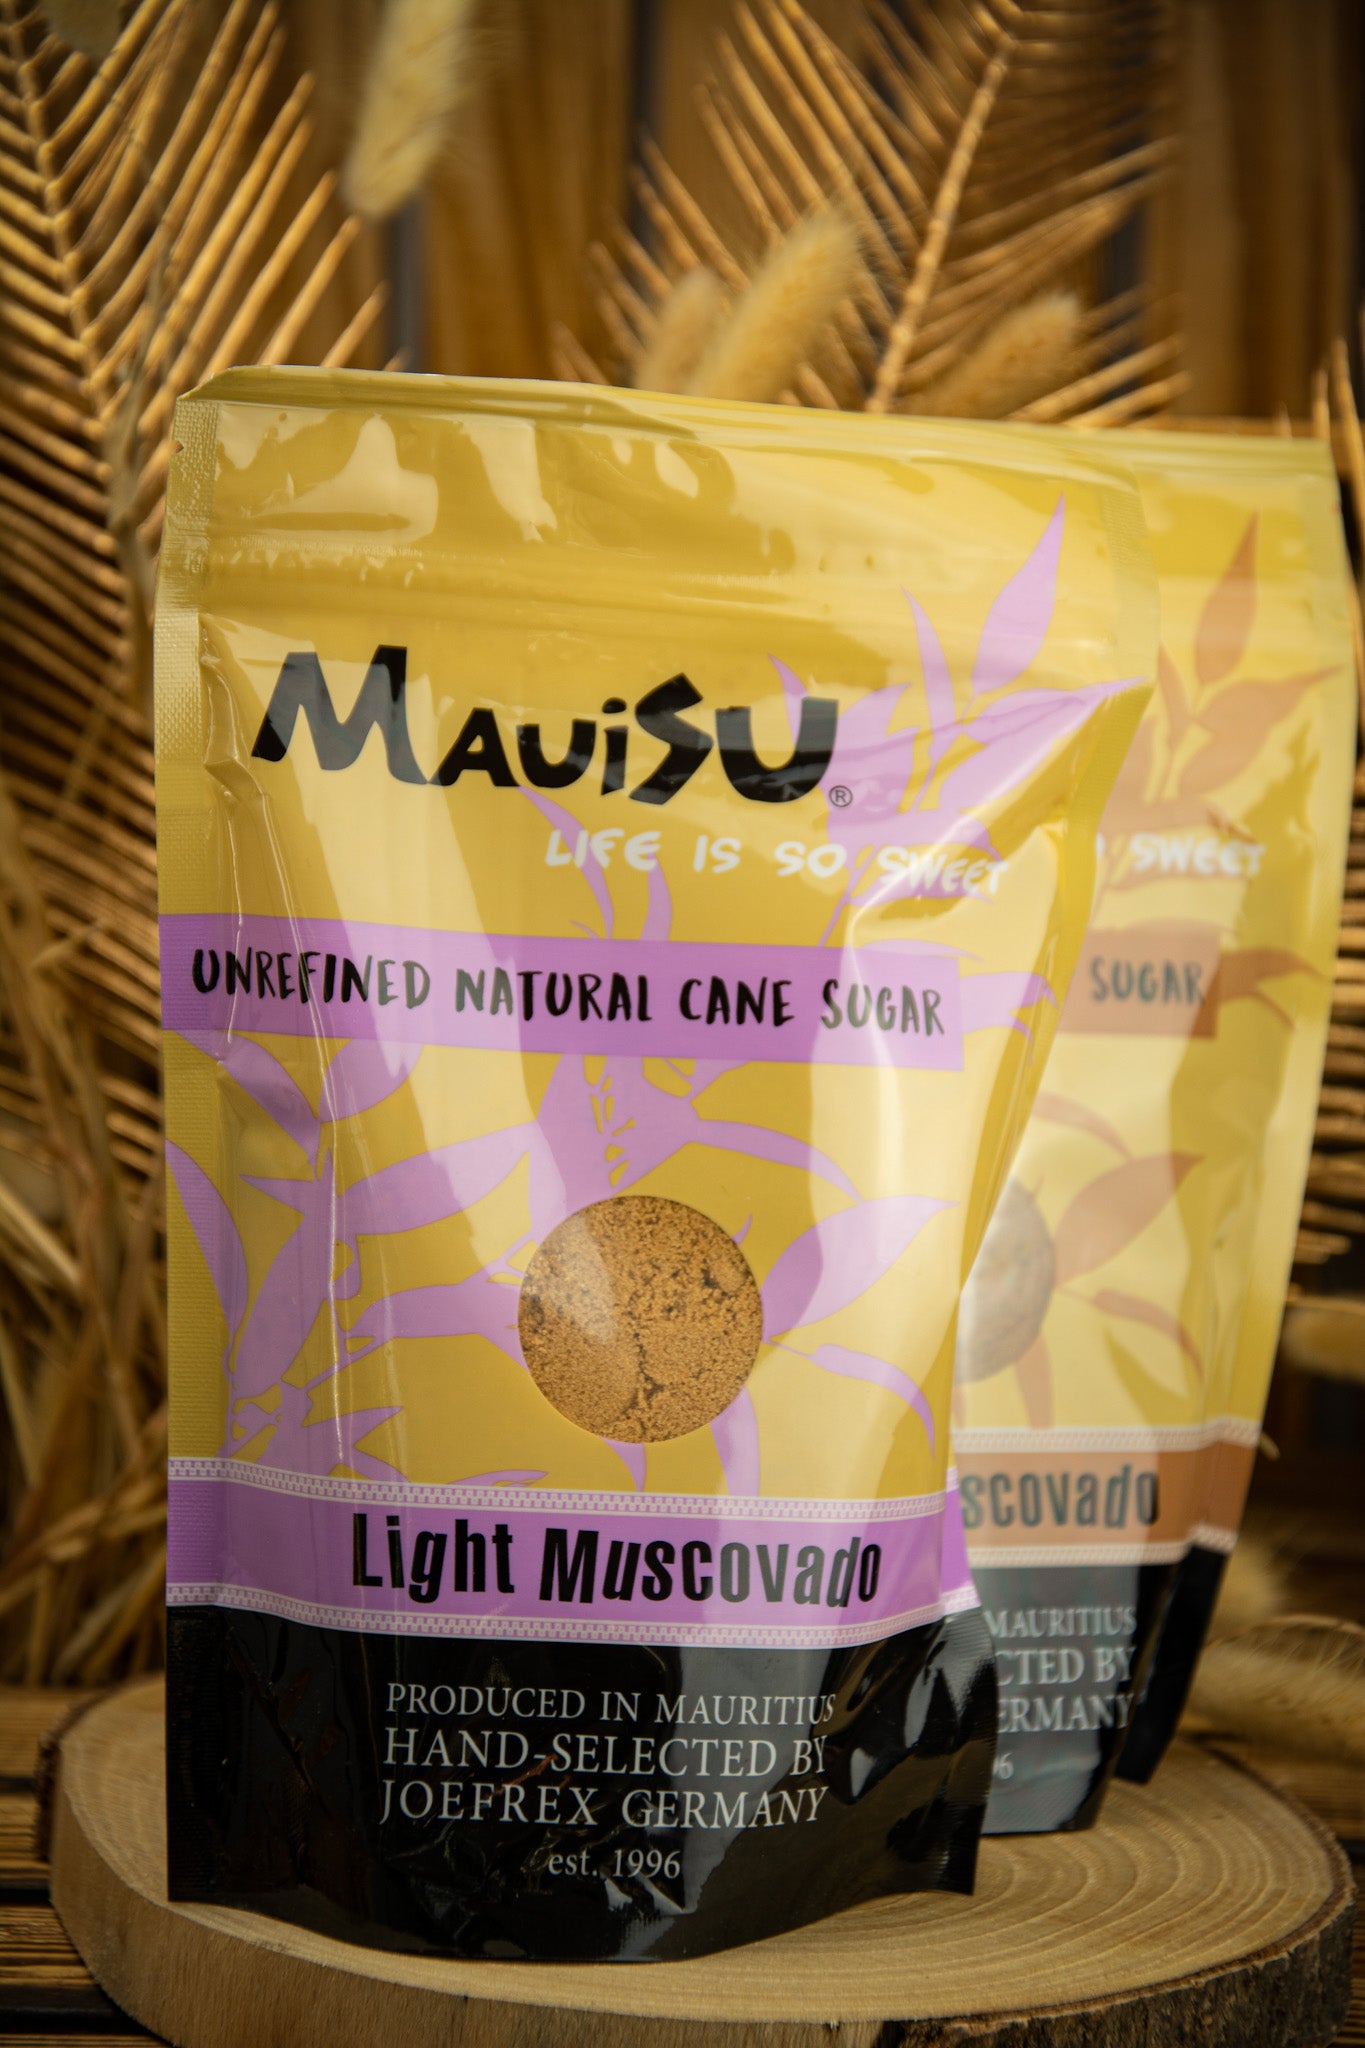 MAUiSU®
LIFE IS SO SWEET
UNREFINED NATURAL CANE SUGAR
Light Muscovado
PRODUCED IN MAURITIUS
HAND-SELECTED BY
JOEFREX GERMANY
est. 1996
SWEET
SUGAR
scovado
MAURITIUS
CTED BY
ERMANY
96